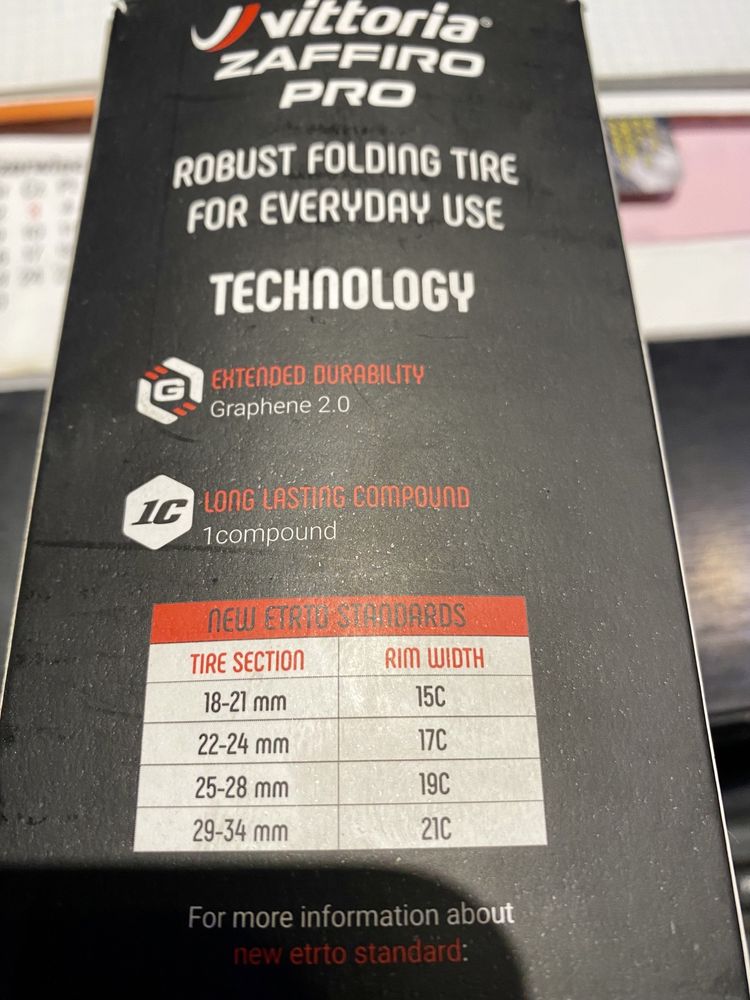 vittoria®
ZAFFIRO
PRO
ROBUST FOLDING TIRE
FOR EVERYDAY USE
TECHNOLOGY
G EXTENDED DURABILITY
Graphene 2.0
1C LONG LASTING COMPOUND
1compound
NEW ETRTO STANDARDS
TIRE SECTION RIM WIDTH
18-21 mm 15C
22-24 mm 17C
25-28 mm 19C
29-34 mm 21C
For more information about
new etrto standard: